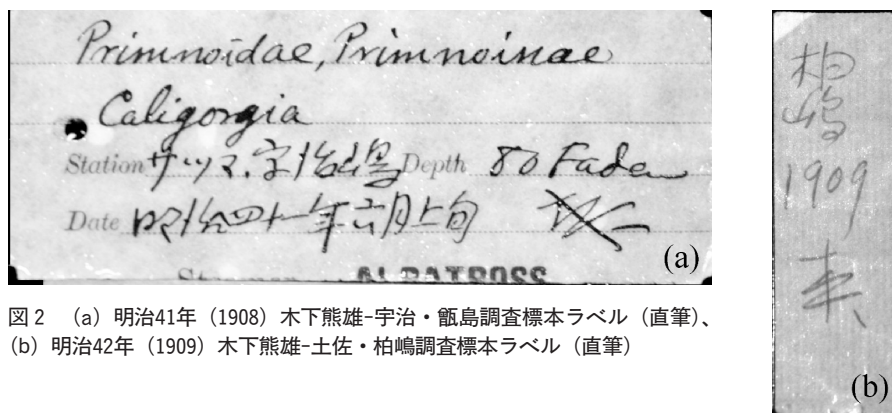 Primnoidae, Primnoinae
Caligorgia
Station サツマ、宇治島 Depth 80 Faden
Date 明治四十一年六月上旬
ALBATROSS
(a)
柏
嶋
1909
(b)
図2　(a) 明治41年（1908）木下熊雄−宇治・甑島調査標本ラベル（直筆）、
(b) 明治42年（1909）木下熊雄−土佐・柏嶋調査標本ラベル（直筆）